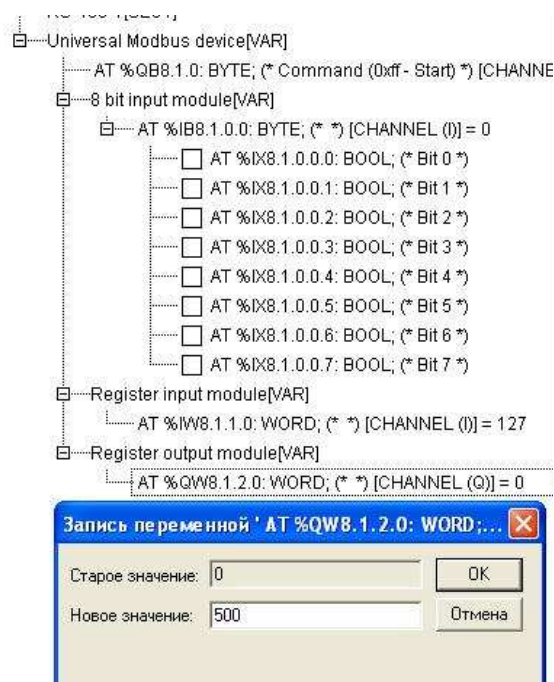 Universal Modbus device[VAR]
AT %QB8.1.0: BYTE; (* Command (0xff - Start) *) [CHANNE
8 bit input module[VAR]
AT %IB8.1.0.0: BYTE; (* *) [CHANNEL (I)] = 0
AT %IX8.1.0.0.0: BOOL; (* Bit 0 *)
AT %IX8.1.0.0.1: BOOL; (* Bit 1 *)
AT %IX8.1.0.0.2: BOOL; (* Bit 2 *)
AT %IX8.1.0.0.3: BOOL; (* Bit 3 *)
AT %IX8.1.0.0.4: BOOL; (* Bit 4 *)
AT %IX8.1.0.0.5: BOOL; (* Bit 5 *)
AT %IX8.1.0.0.6: BOOL; (* Bit 6 *)
AT %IX8.1.0.0.7: BOOL; (* Bit 7 *)
Register input module[VAR]
AT %IW8.1.1.0: WORD; (* *) [CHANNEL (I)] = 127
Register output module[VAR]
AT %QW8.1.2.0: WORD; (* *) [CHANNEL (Q)] = 0
Запись переменной ' AT %QW8.1.2.0: WORD;...
Старое значение: 0 OK
Новое значение: 500 Отмена